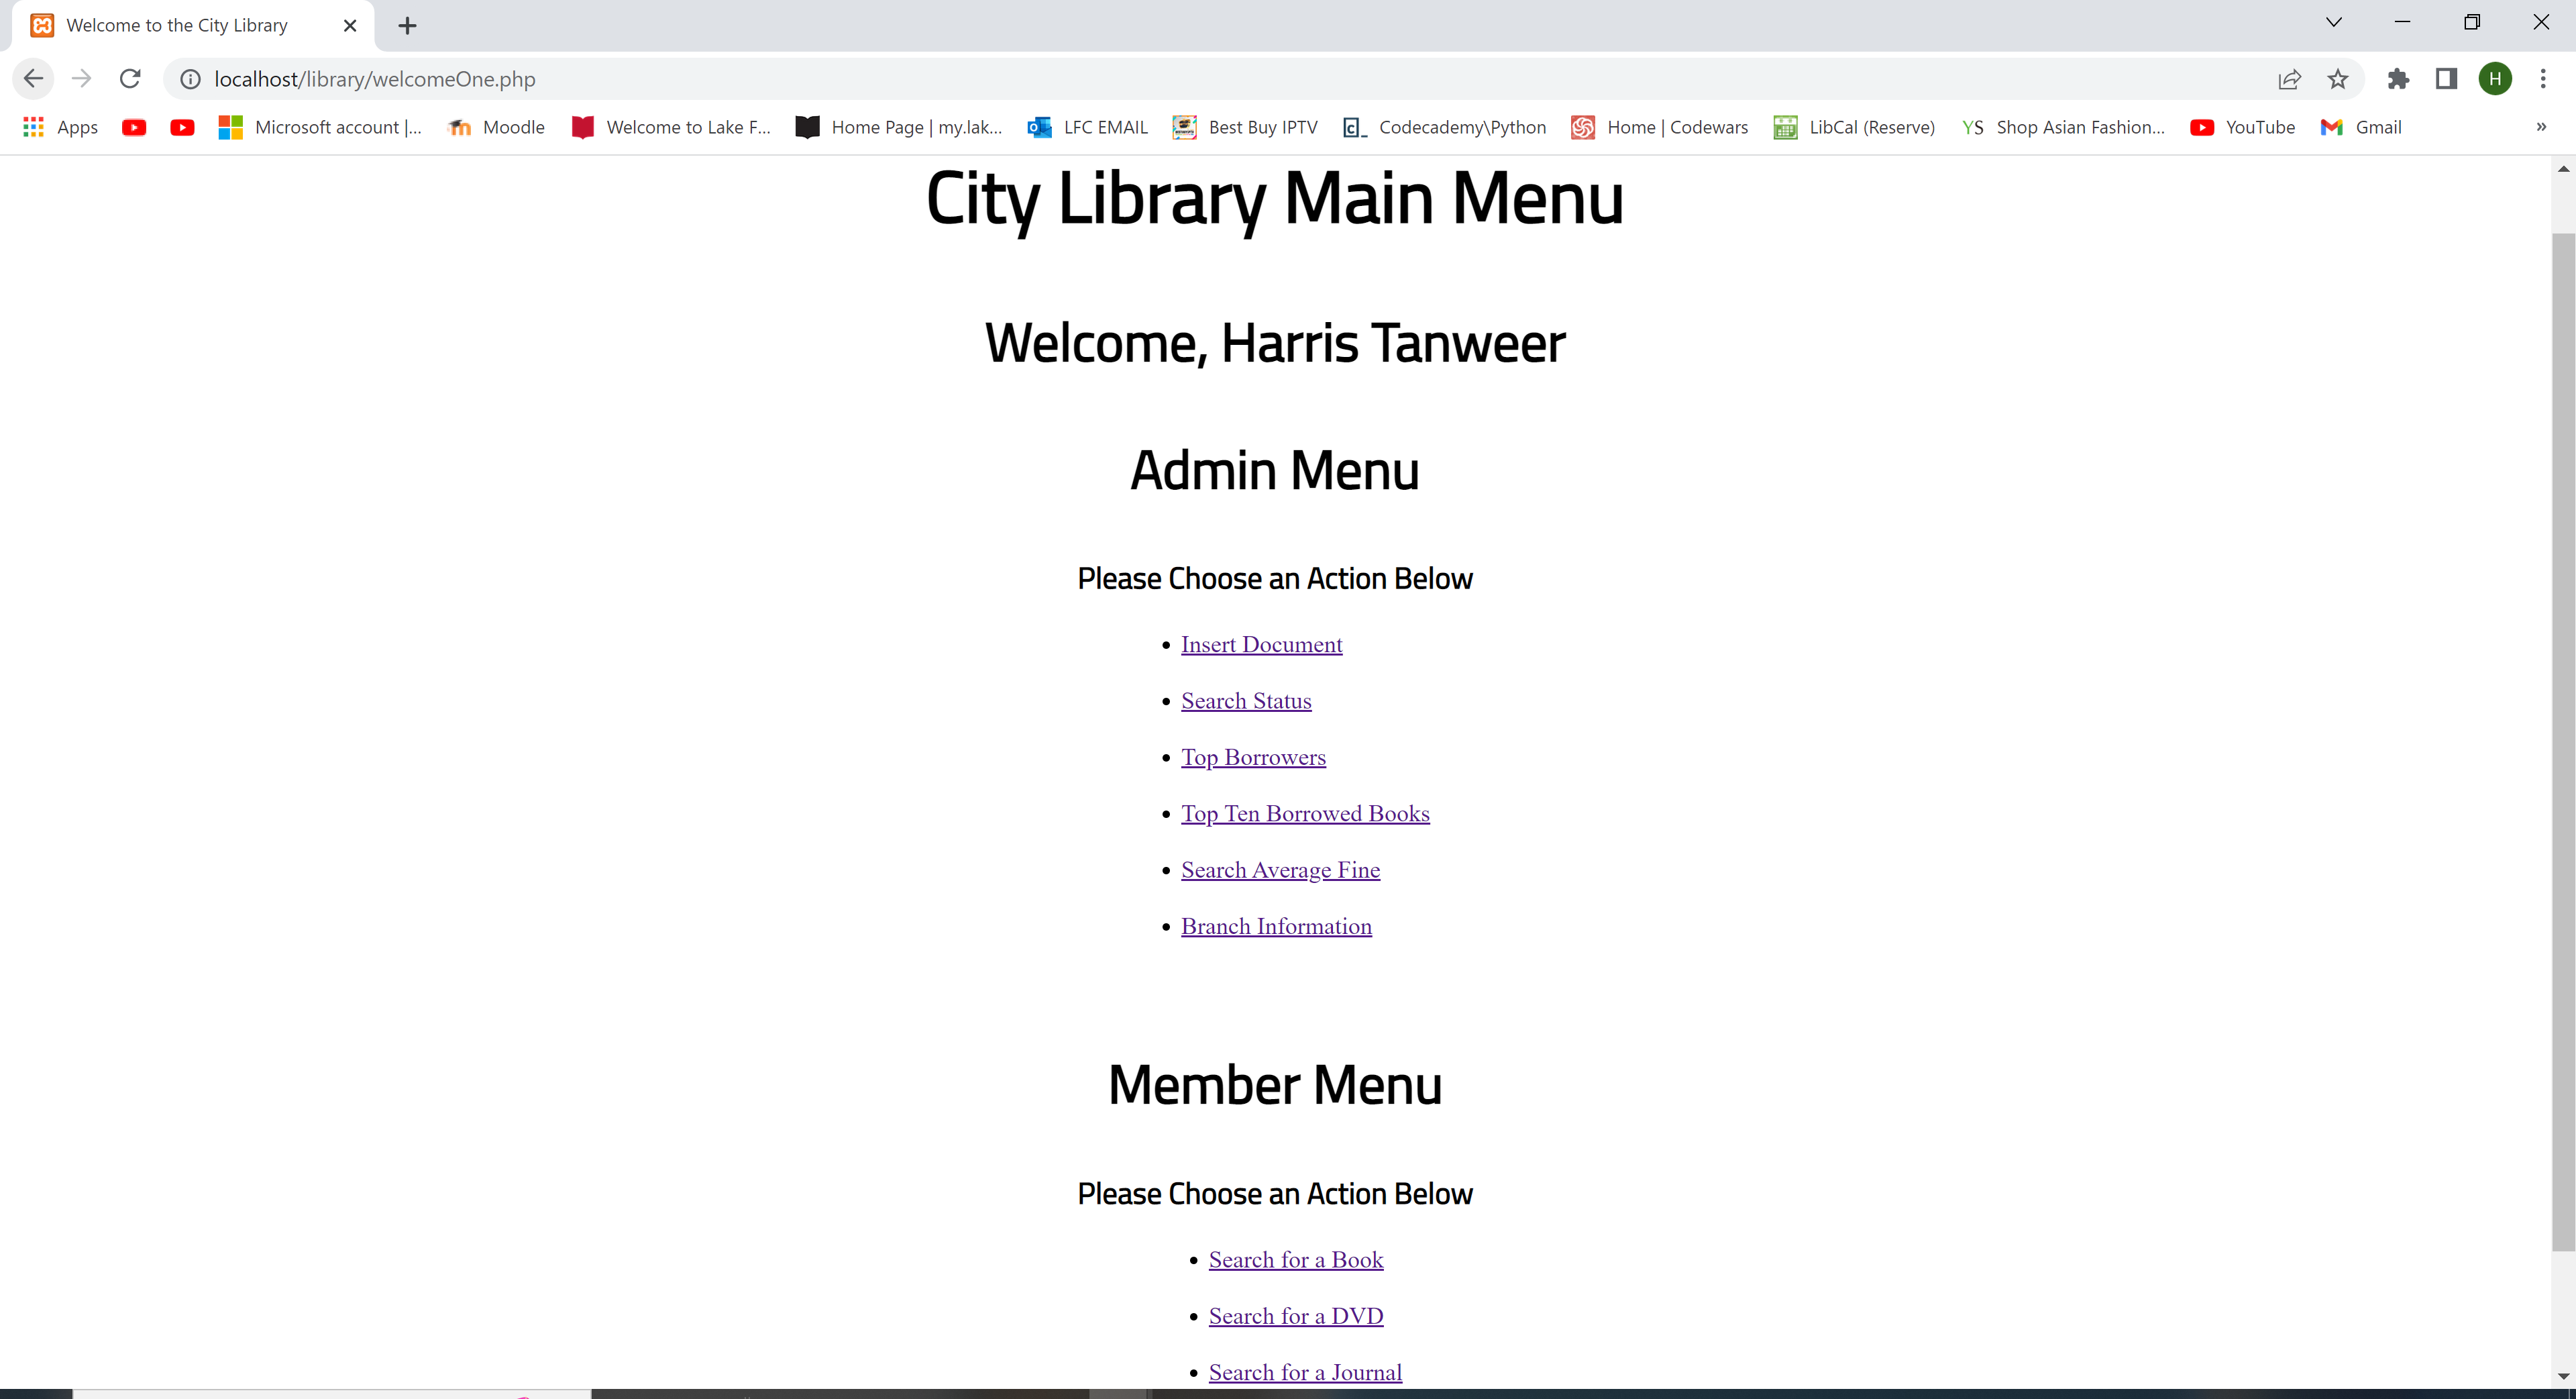 Welcome to the City Library
localhost/library/welcomeOne.php
H
Apps Microsoft account |... Moodle Welcome to Lake F... Home Page | my.lak... LFC EMAIL Best Buy IPTV Codecademy\Python Home | Codewars LibCal (Reserve) YS Shop Asian Fashion... YouTube Gmail »
City Library Main Menu
Welcome, Harris Tanweer
Admin Menu
Please Choose an Action Below
• Insert Document
• Search Status
• Top Borrowers
• Top Ten Borrowed Books
• Search Average Fine
• Branch Information
Member Menu
Please Choose an Action Below
• Search for a Book
• Search for a DVD
• Search for a Journal